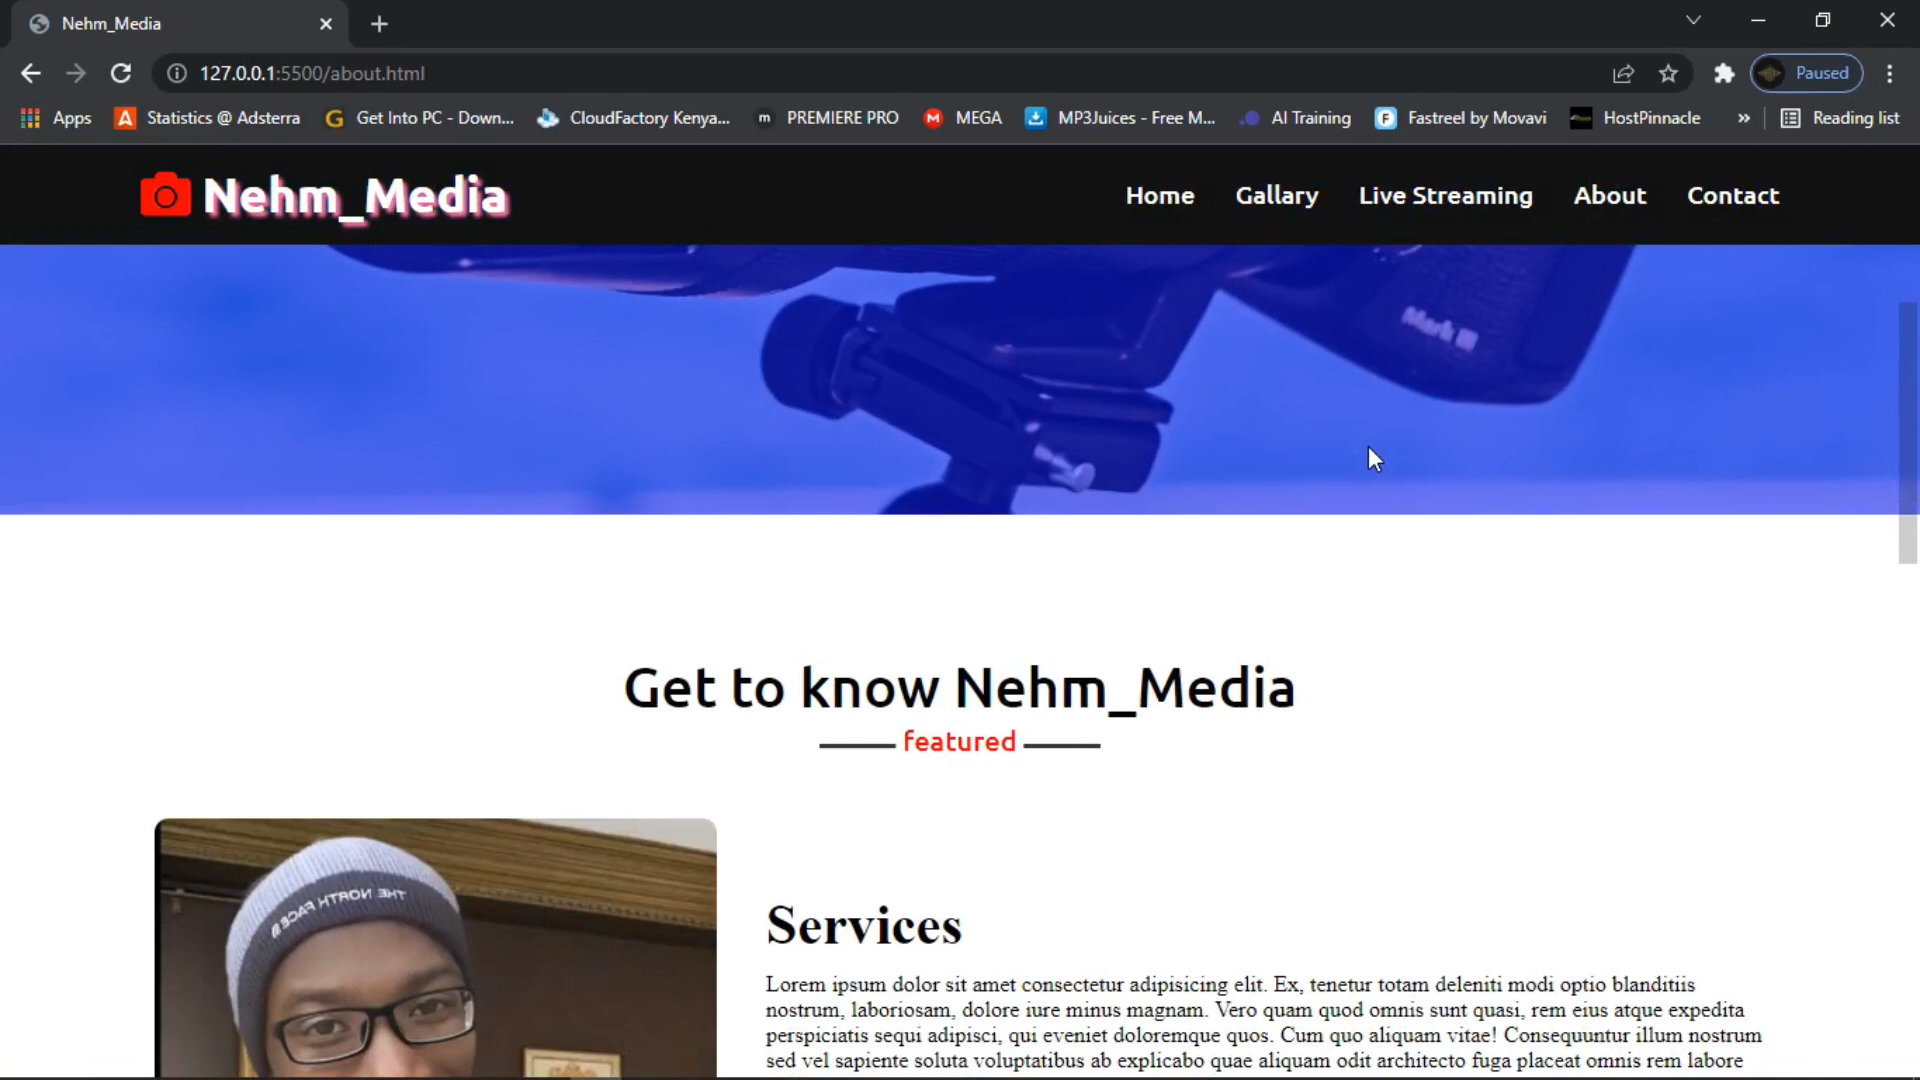 Nehm_Media
127.0.0.1:5500/about.html
Paused
Apps
Statistics @ Adsterra
Get Into PC - Down...
CloudFactory Kenya...
PREMIERE PRO
MEGA
MP3Juices - Free M...
AI Training
Fastreel by Movavi
HostPinnacle
»
Reading list
Nehm_Media
Home
Gallary
Live Streaming
About
Contact
Mark III
Get to know Nehm_Media
featured
THE NORTH FACE
Services
Lorem ipsum dolor sit amet consectetur adipisicing elit. Ex, tenetur totam deleniti modi optio blanditiis
nostrum, laboriosam, dolore iure minus magnam. Vero quam quod omnis sunt quasi, rem eius atque expedita
perspiciatis sequi adipisci, qui eveniet doloremque quos. Cum quo aliquam vitae! Consequuntur illum nostrum
sed vel sapiente soluta voluptatibus ab explicabo quae aliquam odit architecto fuga placeat omnis rem labore